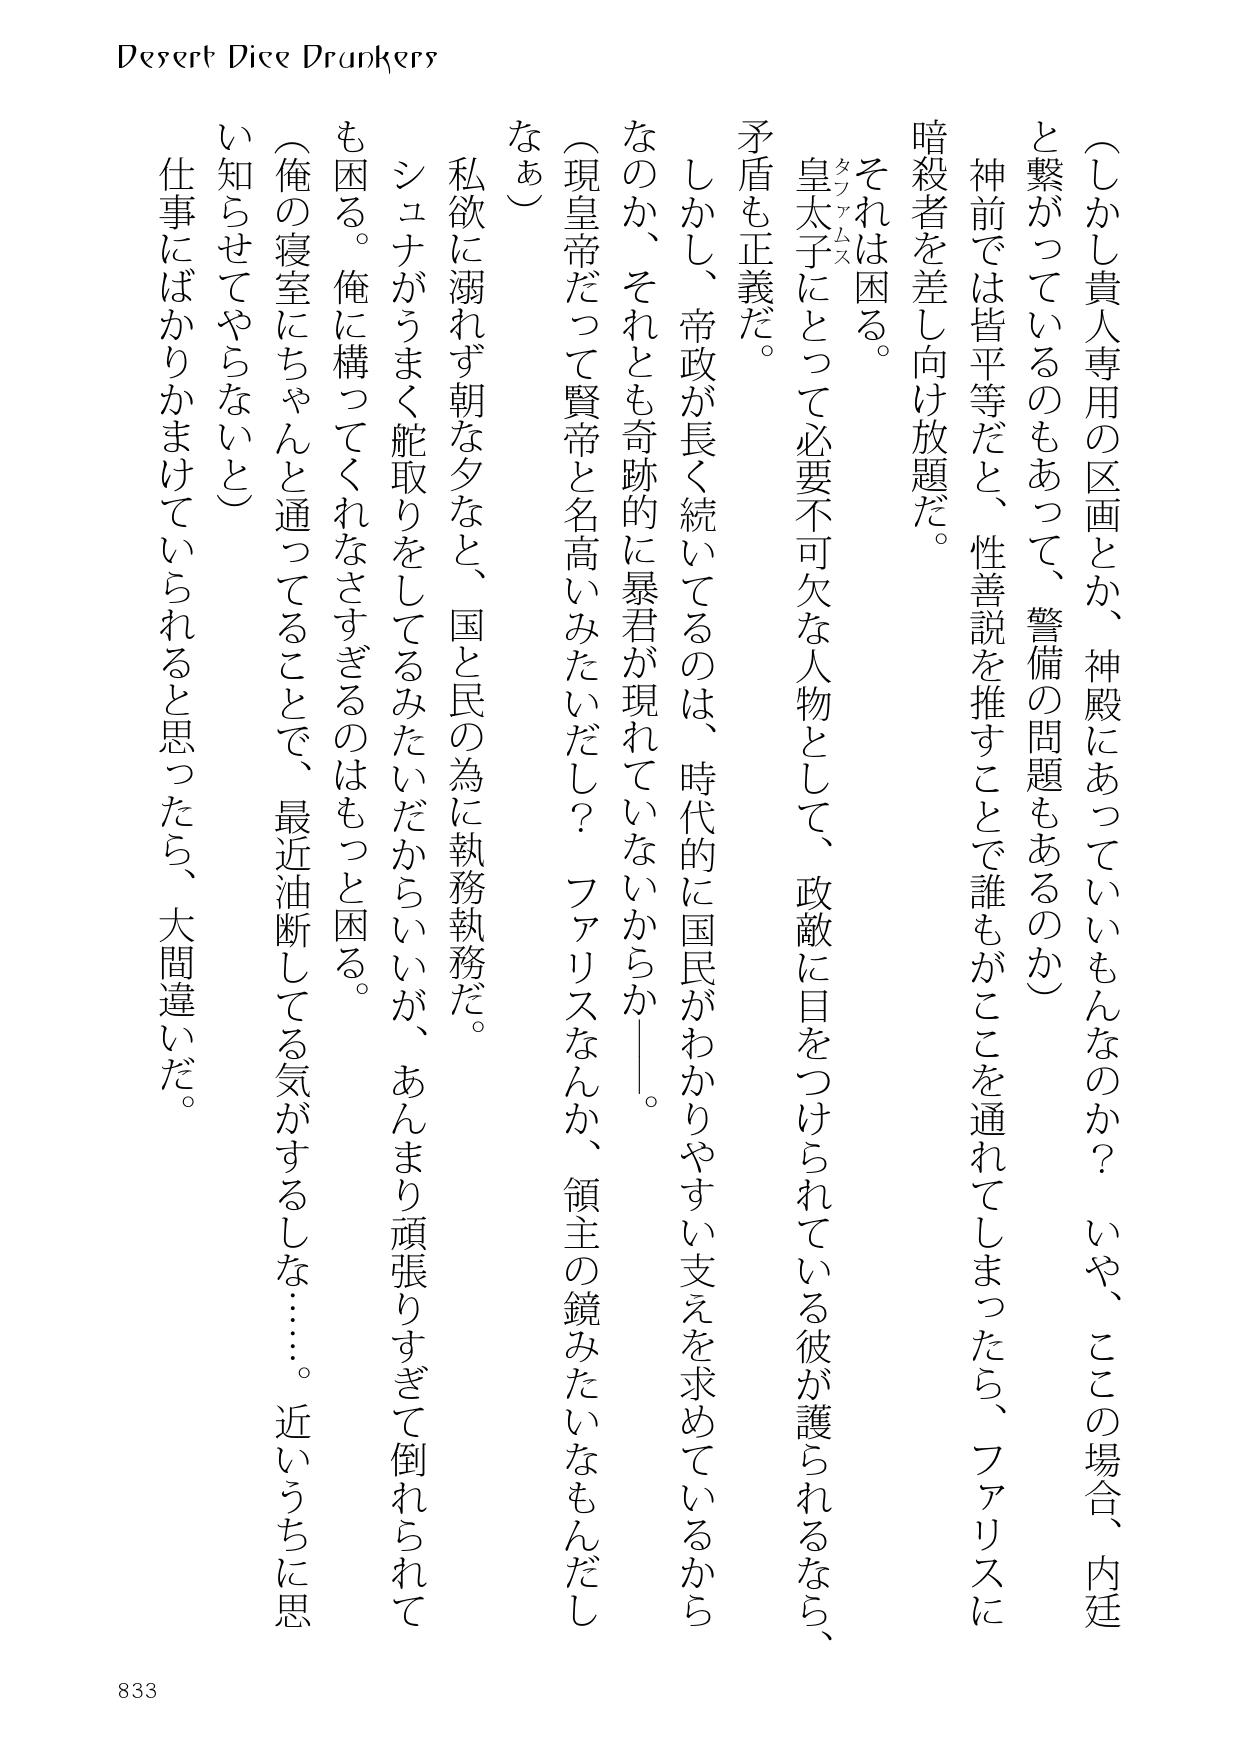 Desert Dice Drunkers
（しかし貴人専用の区画とか、神殿にあっていいもんなのか？　いや、ここの場合、内廷
と繋がっているのもあって、警備の問題もあるのか）
　神前では皆平等だと、性善説を推すことで誰もがここを通れてしまったら、ファリスに
暗殺者を差し向け放題だ。
　それは困る。
　皇太子にとって必要不可欠な人物として、政敵に目をつけられている彼が護られるなら、
タファムス
矛盾も正義だ。
　しかし、帝政が長く続いてるのは、時代的に国民がわかりやすい支えを求めているから
なのか、それとも奇跡的に暴君が現れていないからか――。
（現皇帝だって賢帝と名高いみたいだし？　ファリスなんか、領主の鏡みたいなもんだし
なぁ）
　私欲に溺れず朝な夕なと、国と民の為に執務執務だ。
　シュナがうまく舵取りをしてるみたいだからいいが、あんまり頑張りすぎて倒れられて
も困る。俺に構ってくれなさすぎるのはもっと困る。
（俺の寝室にちゃんと通ってることで、最近油断してる気がするしな……。近いうちに思
い知らせてやらないと）
　仕事にばかりかまけていられると思ったら、大間違いだ。
833